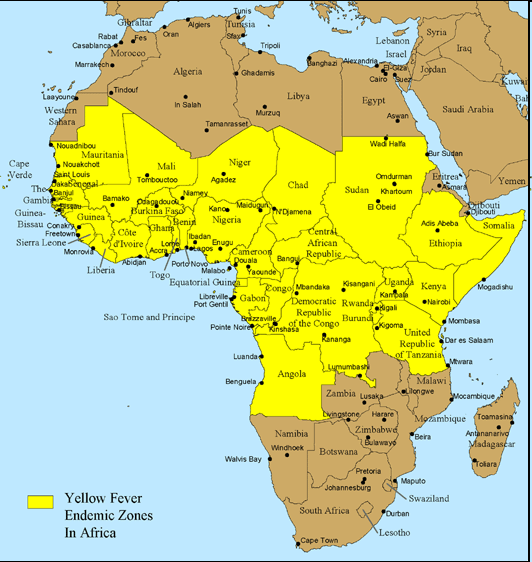 Tunis
Gibraltar
Algiers
Tunisia
Oran
Rabat
Fes
Sfax
Casablanca
Morocco
Tripoli
Lebanon
Syria
Israel
Iraq
Marrakech
Banghazi
Alexandria
El-Giza
Jordan
Cairo
Suez
Kuwait
Algeria
Ghadamis
Tindouf
Laayoune
In Salah
Libya
Egypt
Saudi Arabia
Western
Sahara
Murzuq
Aswan
Tamanrasset
Nouadhibou
Wadi Halfa
Mauritania
Bur Sudan
Cape
Verde
Nouakchott
Mali
Niger
Saint Louis
Tombouctoo
Agadez
Chad
Sudan
Omdurman
Khartoum
Eritrea
Asmara
Yemen
Dakar
Senegal
The
Gambia
Banjul
Bissau
Guinea-
Bissau
Bamako
Ouagadougou
Burkina Faso
Niamey
Kano
Maidugun
N'Djamena
El Obeid
Djibouti
Djibouti
Guinea
Benin
Nigeria
Somalia
Conakry
Freetown
Côte
d'Ivoire
Ghana
Ibadan
Enugu
Adis Abeba
Ethiopia
Sierra Leone
Monrovia
Lome
Lagos
Central
African
Republic
Liberia
Abidjan
Accra
Porto Novo
Cameroon
Douala
Malabo
Yaounde
Bangui
Togo
Equatorial Guinea
Mogadishu
Libreville
Port Gentil
Gabon
Congo
Mbandaka
Kisangani
Uganda
Kampala
Kenya
Nairobi
Sao Tome and Principe
Democratic
Republic
of the Congo
Rwanda
Kigali
Burundi
Brazzaville
Pointe Noire
Kinshasa
Kananga
Kigoma
Mombasa
United
Republic
of Tanzania
Dar es Salaam
Luanda
Lumumbashi
Mtwara
Benguela
Angola
Malawi
Zambia
Lusaka
Lilongwe
Mocambique
Livingstone
Harare
Mozambique
Toamasina
Antananarivo
Madagascar
Namibia
Zimbabwe
Bulawayo
Beira
Windhoek
Walvis Bay
Botswana
Toliara
Pretoria
Johannesburg
Maputo
Swaziland
South Africa
Durban
Lesotho
Cape Town
Yellow Fever
Endemic Zones
In Africa